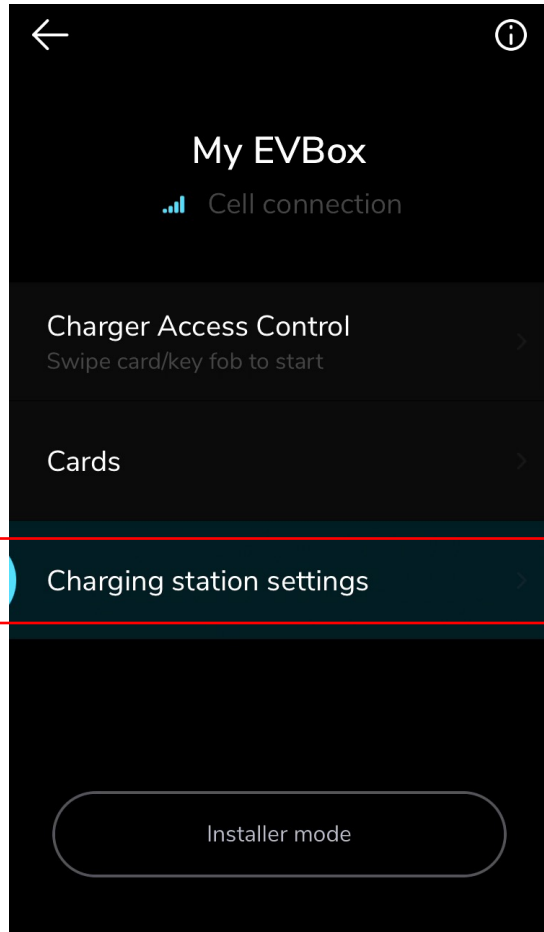 My EVBox
Cell connection
Charger Access Control
Swipe card/key fob to start
Cards
Charging station settings
Installer mode